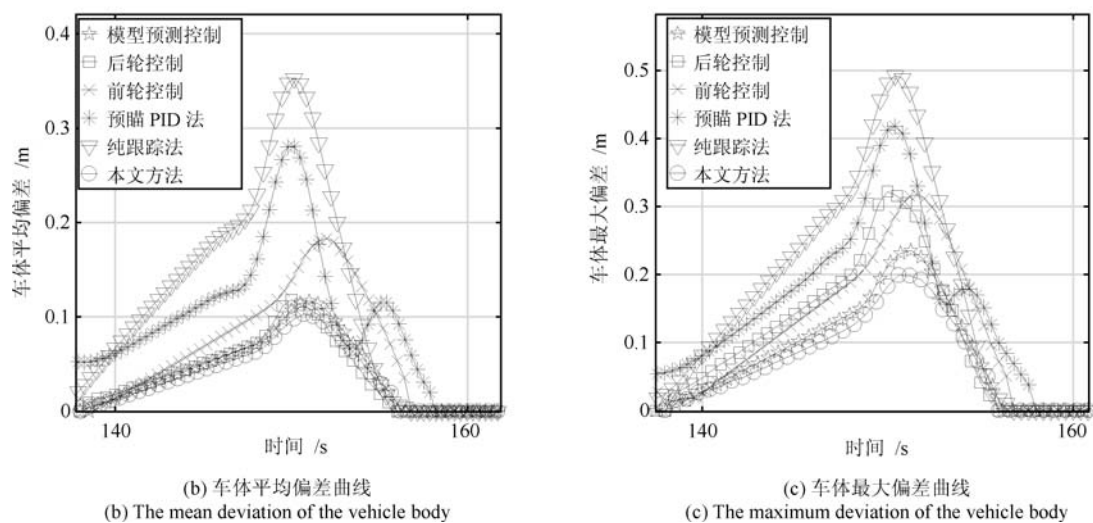 0.4
0.3
0.2
0.1
0
140
160
车体平均偏差 /m
时间 /s
模型预测控制
后轮控制
前轮控制
预瞄 PID 法
纯跟踪法
本文方法
(b) 车体平均偏差曲线
(b) The mean deviation of the vehicle body
0.5
0.4
0.3
0.2
0.1
0
140
160
车体最大偏差 /m
时间 /s
模型预测控制
后轮控制
前轮控制
预瞄 PID 法
纯跟踪法
本文方法
(c) 车体最大偏差曲线
(c) The maximum deviation of the vehicle body